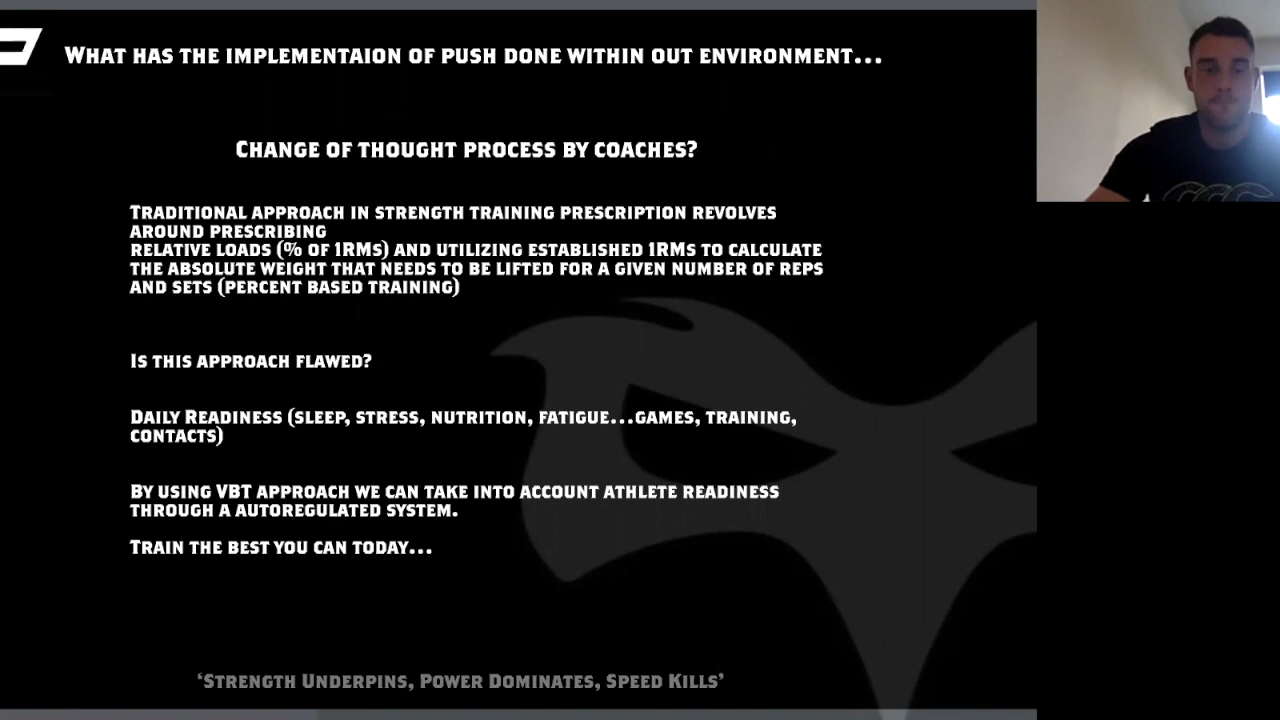 What has the implementaion of push done within out environment...
Change of thought process by coaches?
Traditional approach in strength training prescription revolves
around prescribing
relative loads (% of 1RMs) and utilizing established 1RMs to calculate
the absolute weight that needs to be lifted for a given number of reps
and sets (percent based training)
Is this approach flawed?
Daily Readiness (sleep, stress, nutrition, fatigue...games, training,
contacts)
By using VBT approach we can take into account athlete readiness
through a autoregulated system.
Train the best you can today...
‘Strength Underpins, Power Dominates, Speed Kills’